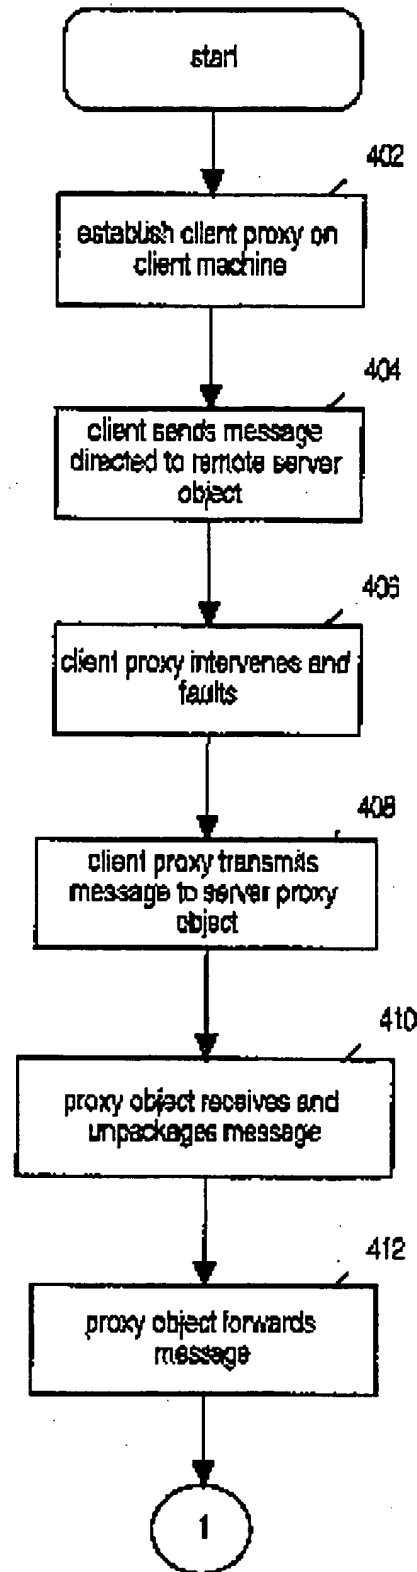 start
402
establish client proxy on
client machine
404
client sends message
directed to remote server
object
406
client proxy intervenes and
faults
408
client proxy transmits
message to server proxy
object
410
proxy object receives and
unpackages message
412
proxy object forwards
message
1